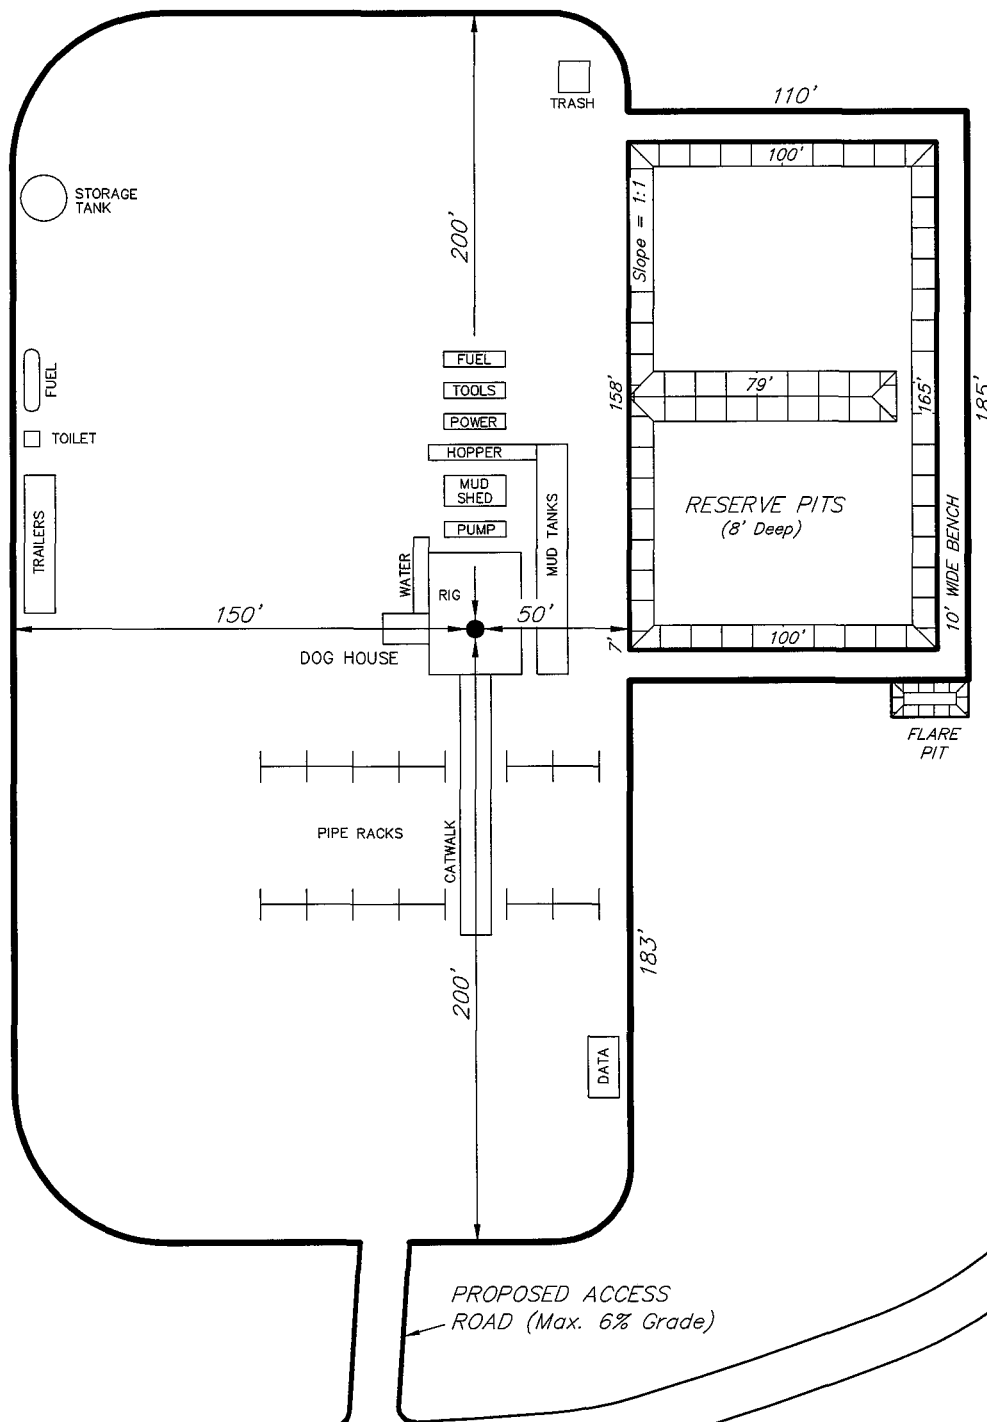 110'
TRASH
100'
STORAGE
TANK
Slope = 1:1
200'
FUEL
FUEL
TOOLS
POWER
79'
158'
165'
185'
TOILET
HOPPER
MUD
SHED
MUD TANKS
RESERVE PITS
(8' Deep)
TRAILERS
PUMP
WATER
RIG
10' WIDE BENCH
150'
50'
7'
100'
DOG HOUSE
FLARE
PIT
PIPE RACKS
CATWALK
183'
200'
DATA
PROPOSED ACCESS
ROAD (Max. 6% Grade)